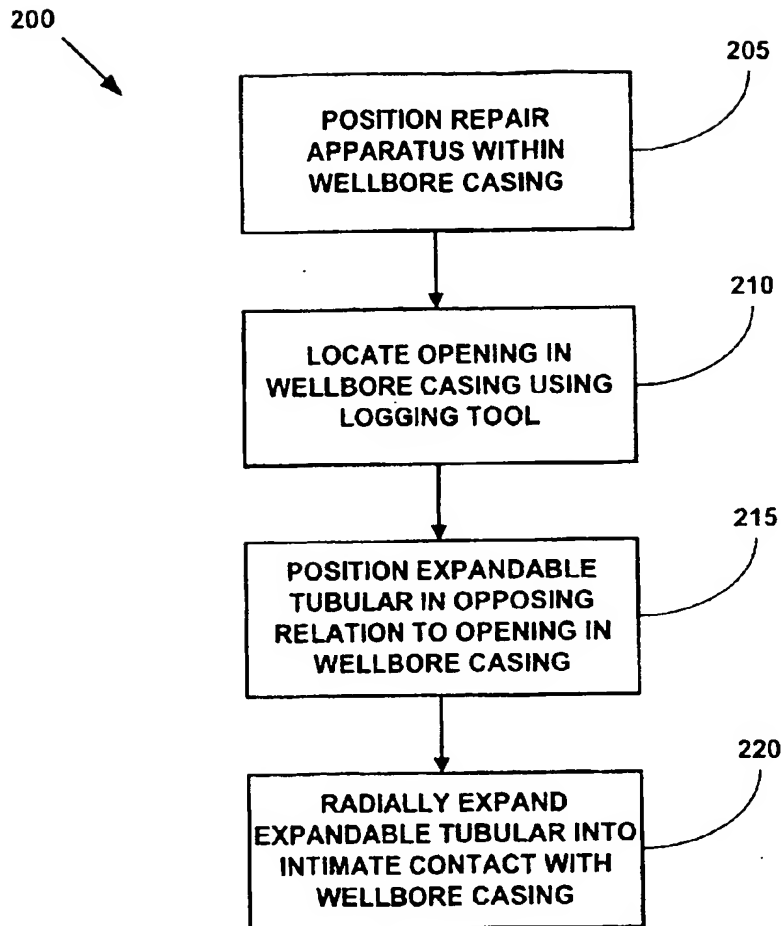 200
205
POSITION REPAIR
APPARATUS WITHIN
WELLBORE CASING
210
LOCATE OPENING IN
WELLBORE CASING USING
LOGGING TOOL
215
POSITION EXPANDABLE
TUBULAR IN OPPOSING
RELATION TO OPENING IN
WELLBORE CASING
220
RADIALLY EXPAND
EXPANDABLE TUBULAR INTO
INTIMATE CONTACT WITH
WELLBORE CASING